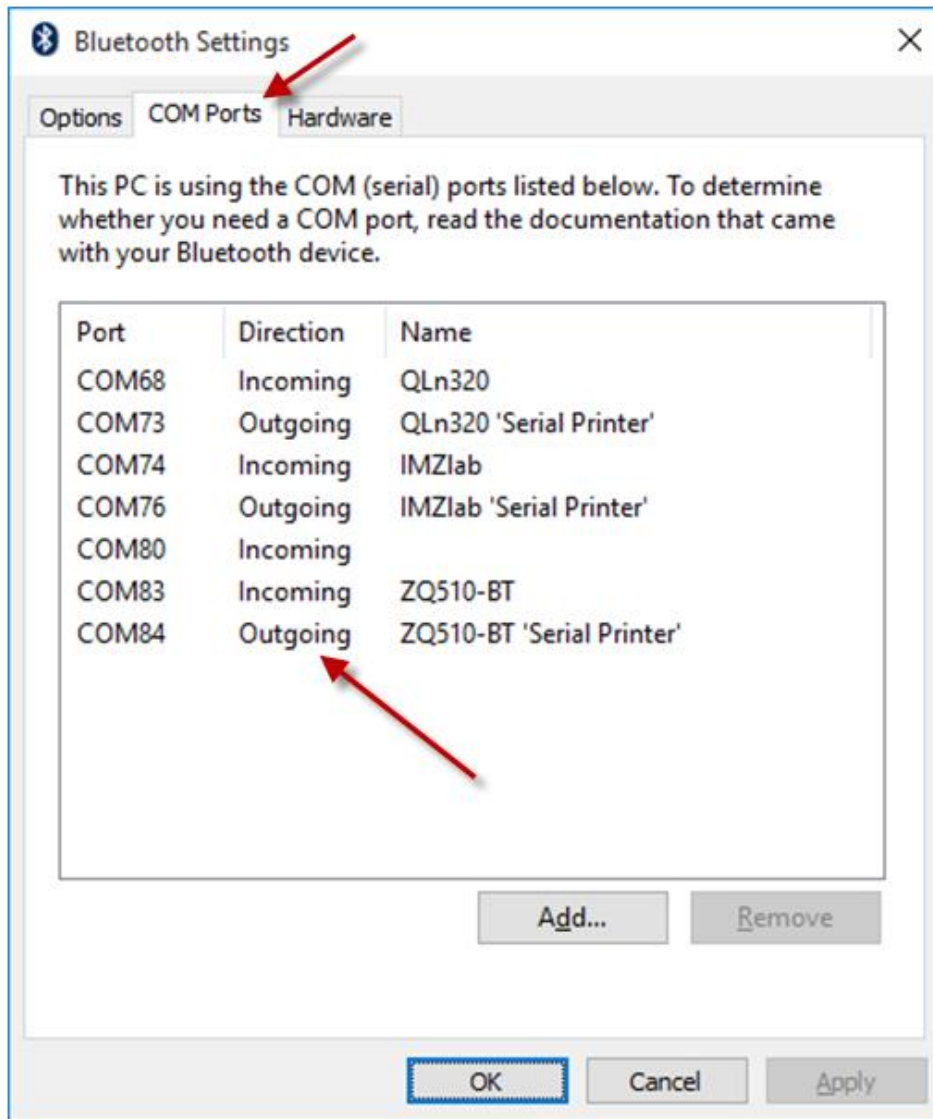 Bluetooth Settings
Options COM Ports Hardware
This PC is using the COM (serial) ports listed below. To determine
whether you need a COM port, read the documentation that came
with your Bluetooth device.
Port Direction Name
COM68 Incoming QLn320
COM73 Outgoing QLn320 'Serial Printer'
COM74 Incoming IMZlab
COM76 Outgoing IMZlab 'Serial Printer'
COM80 Incoming
COM83 Incoming ZQ510-BT
COM84 Outgoing ZQ510-BT 'Serial Printer'
Add... Remove
OK Cancel Apply